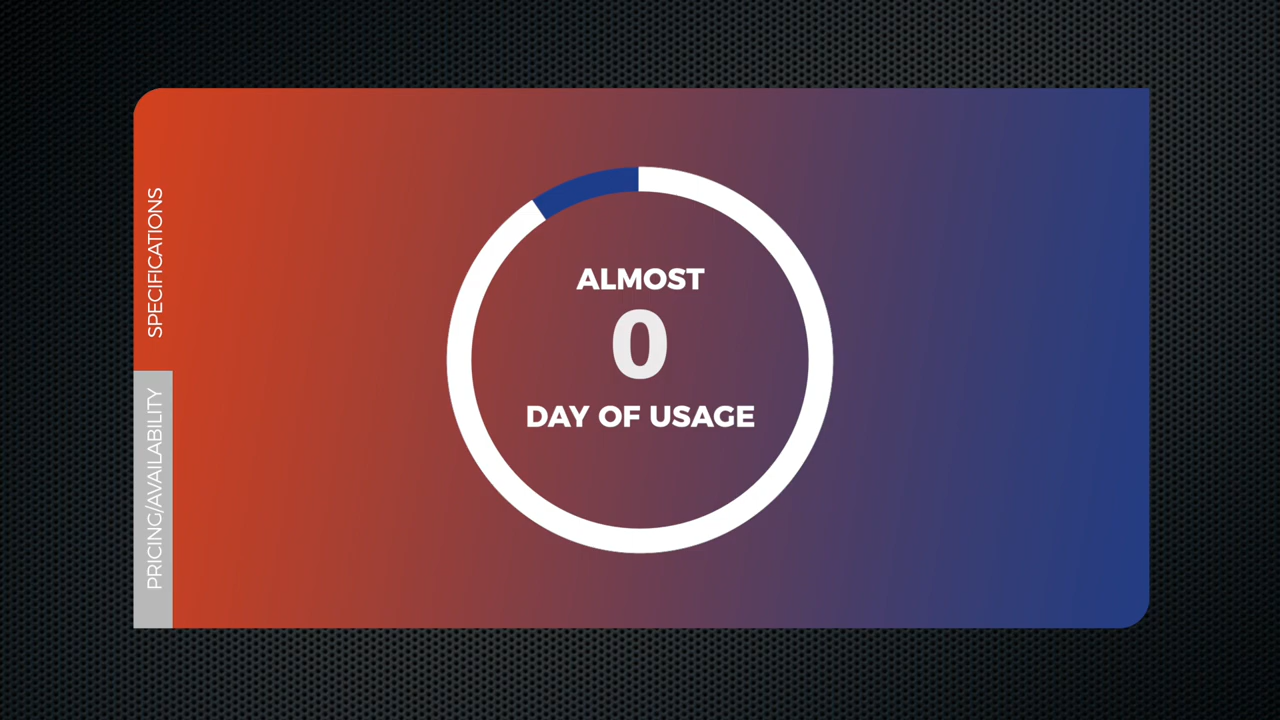 SPECIFICATIONS
PRICING/AVAILABILITY
ALMOST
0
DAY OF USAGE